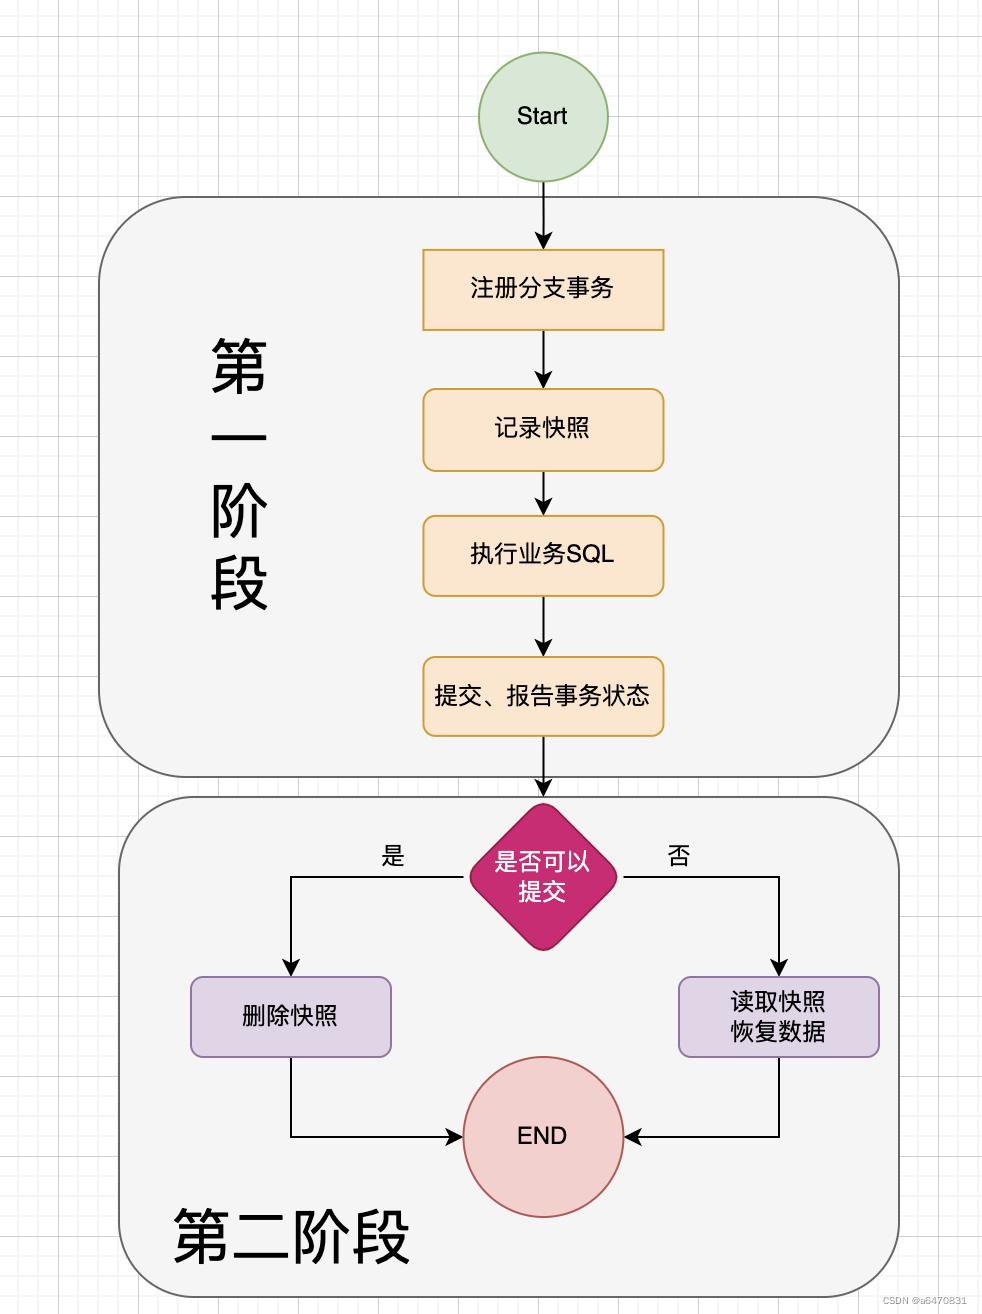 Start
注册分支事务
第
一
阶
段
记录快照
执行业务SQL
提交、报告事务状态
是
是否可以
提交
否
删除快照
读取快照
恢复数据
END
第二阶段
CSDN @a6470831